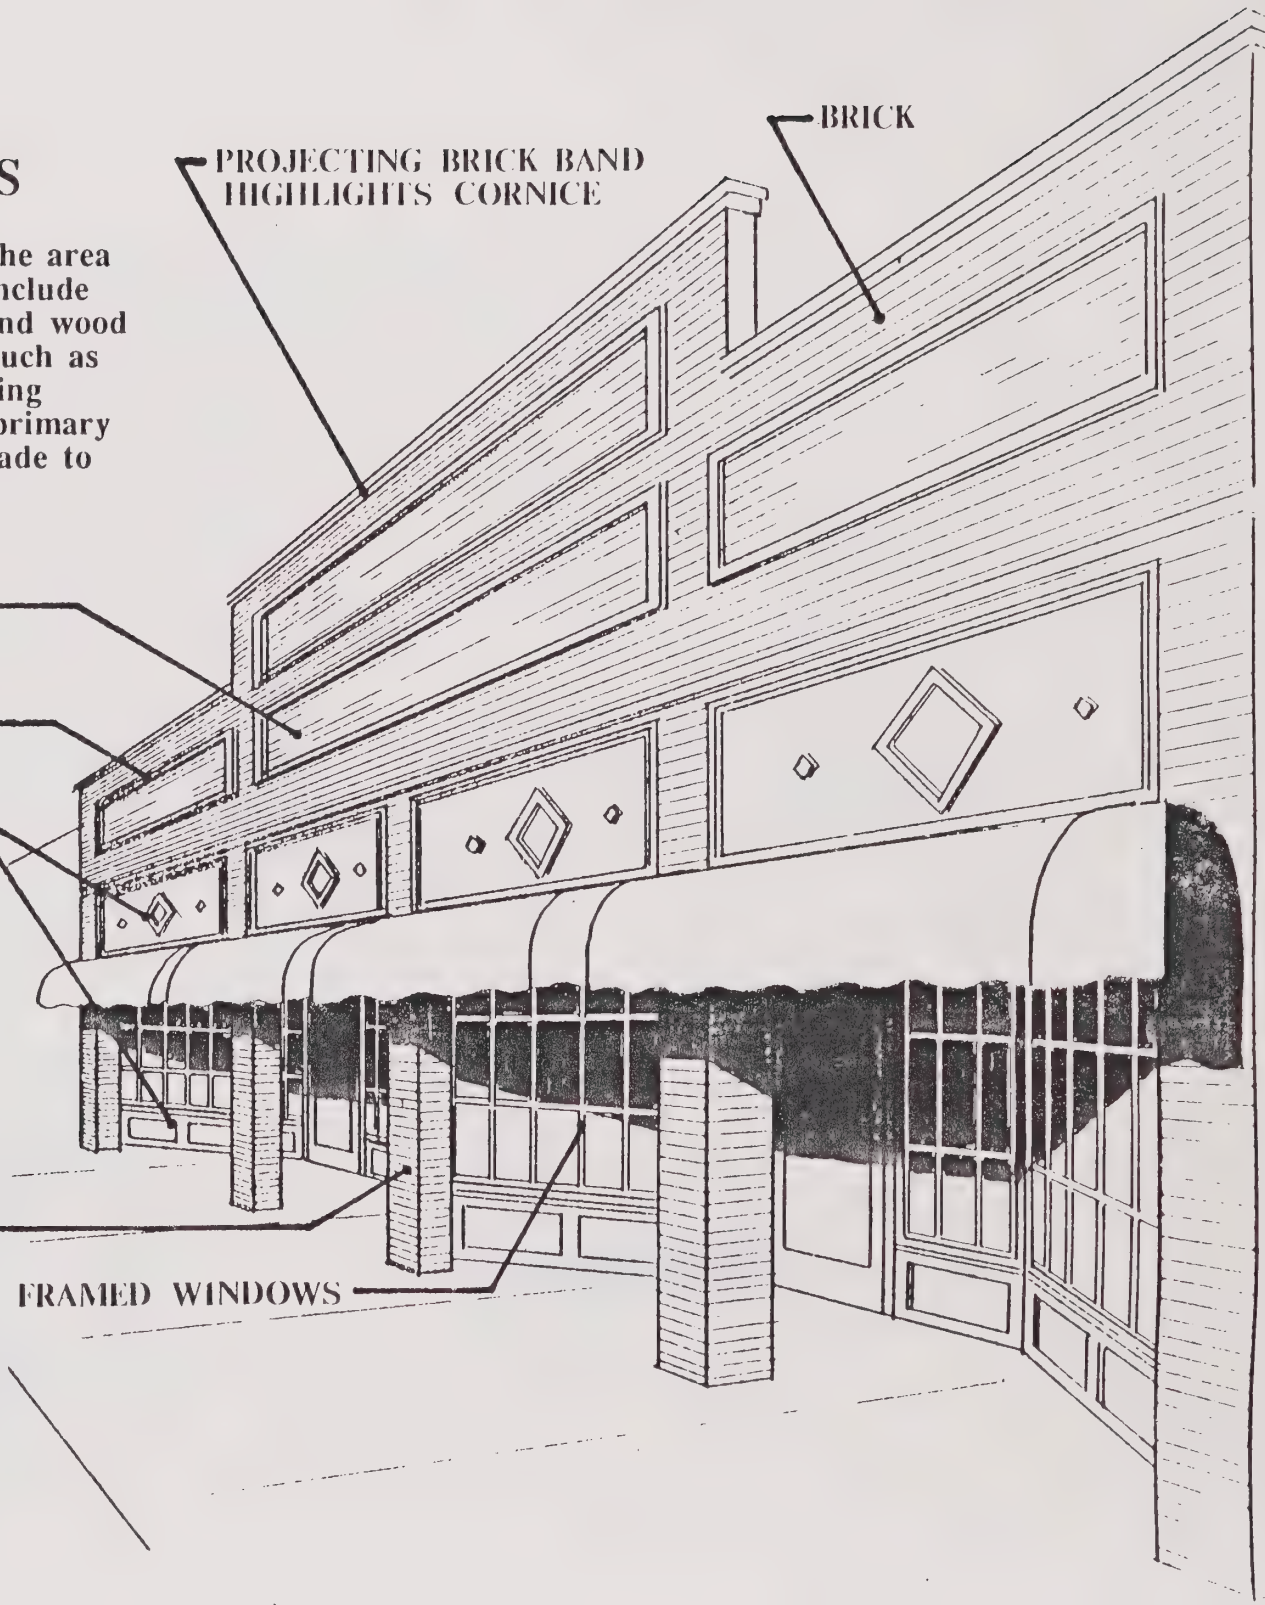 S
he area
nclude
nd wood
uch as
ing
primary
ade to
PROJECTING BRICK BAND
HIGHLIGHTS CORNICE
BRICK
FRAMED WINDOWS